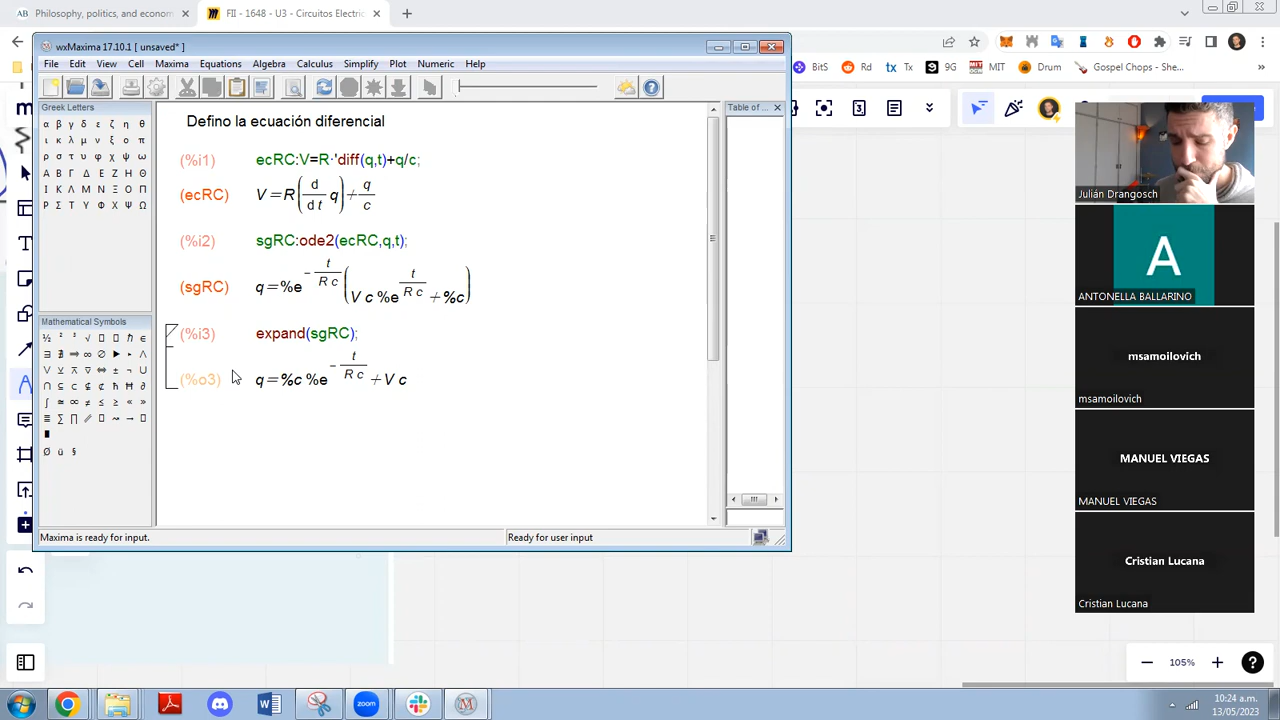 Philosophy, politics, and econom
FII - 1648 - U3 - Circuitos Electric
wxMaxima 17.10.1 [ unsaved* ]
File Edit View Cell Maxima Equations Algebra Calculus Simplify Plot Numeric Help
BitS Rd tx Tx 9G MIT Drum Gospel Chops - She... »
Greek Letters
α β γ δ ε ζ η θ
ι κ λ μ ν ξ ο π
ρ σ τ υ φ χ ψ ω
Α Β Γ Δ Ε Ζ Η Θ
Ι Κ Λ Μ Ν Ξ Ο Π
Ρ Σ Τ Υ Φ Χ Ψ Ω
Mathematical Symbols
Table of ...
Defino la ecuación diferencial
(%i1) ecRC:V=R·'diff(q,t)+q/c;
(ecRC) V=R(d/dt q)+q/c
(%i2) sgRC:ode2(ecRC,q,t);
(sgRC) q=%e^(-t/(R c)) (V c %e^(t/(R c))+%c)
(%i3) expand(sgRC);
(%o3) q=%c %e^(-t/(R c))+V c
Maxima is ready for input. Ready for user input
Julián Drangosch
A
ANTONELLA BALLARINO
msamoilovich
msamoilovich
MANUEL VIEGAS
MANUEL VIEGAS
Cristian Lucana
Cristian Lucana
105%
zoom
10:24 a.m.
13/05/2023